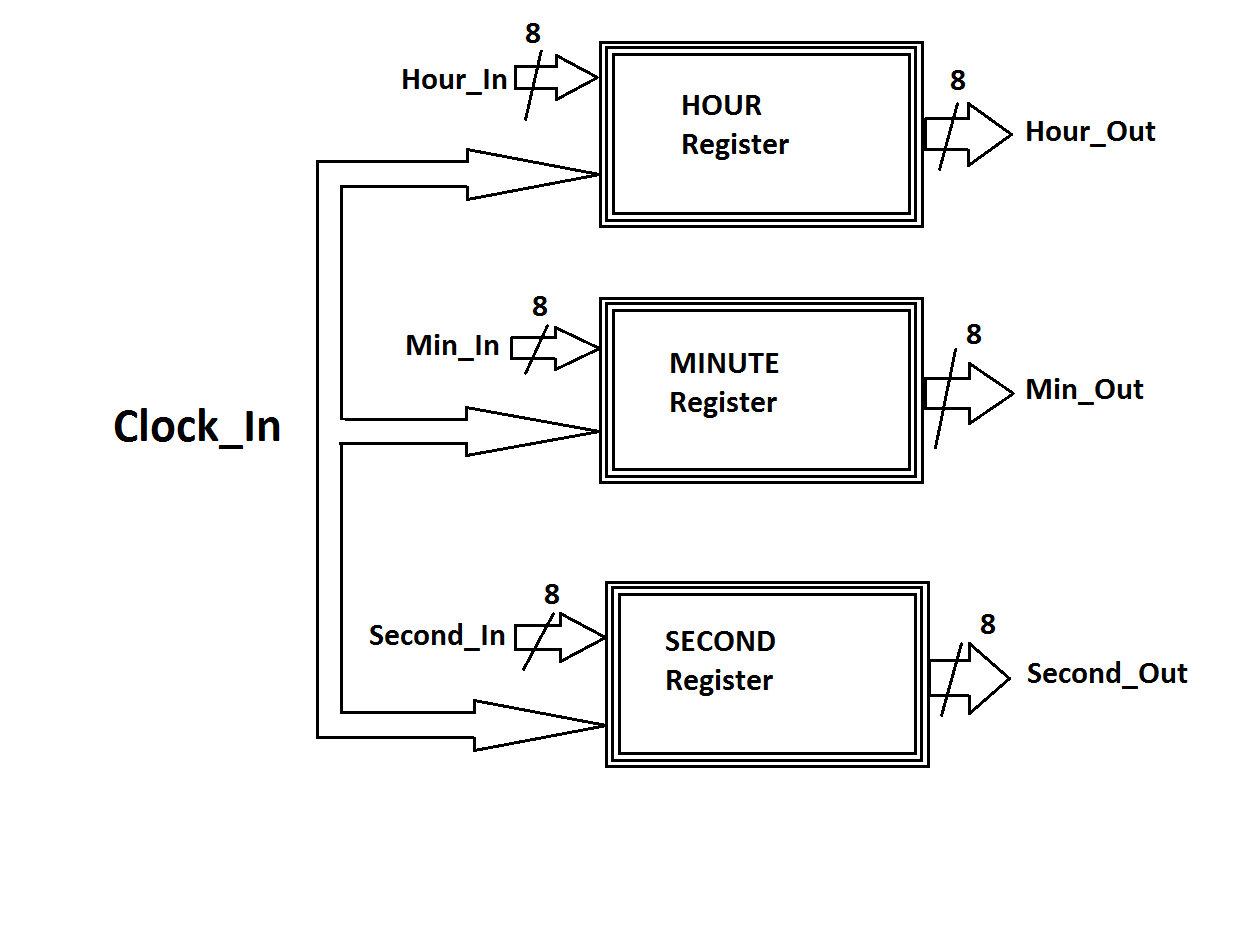 8
Hour_In
HOUR
Register
8
Hour_Out
8
Min_In
MINUTE
Register
8
Min_Out
Clock_In
8
Second_In
SECOND
Register
8
Second_Out